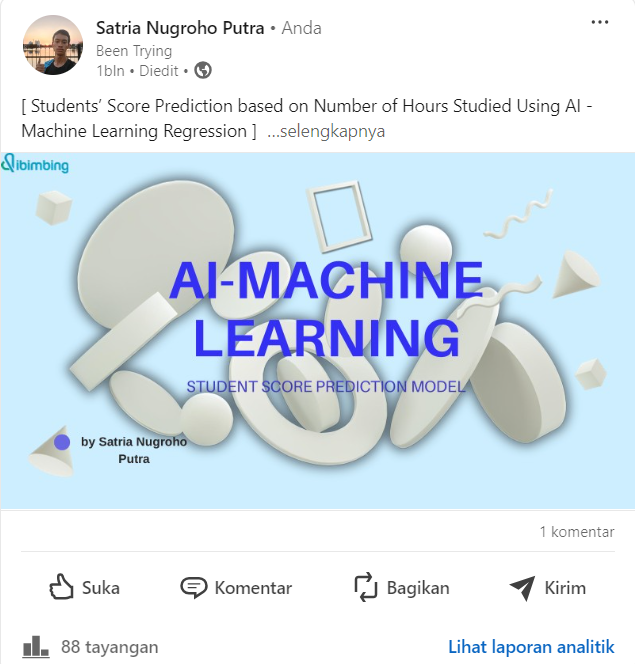 Satria Nugroho Putra • Anda
Been Trying
1bln • Diedit •
[ Students’ Score Prediction based on Number of Hours Studied Using AI -
Machine Learning Regression ] ...selengkapnya
dibimbing
AI-MACHINE
LEARNING
STUDENT SCORE PREDICTION MODEL
by Satria Nugroho
Putra
1 komentar
Suka
Komentar
Bagikan
Kirim
88 tayangan
Lihat laporan analitik